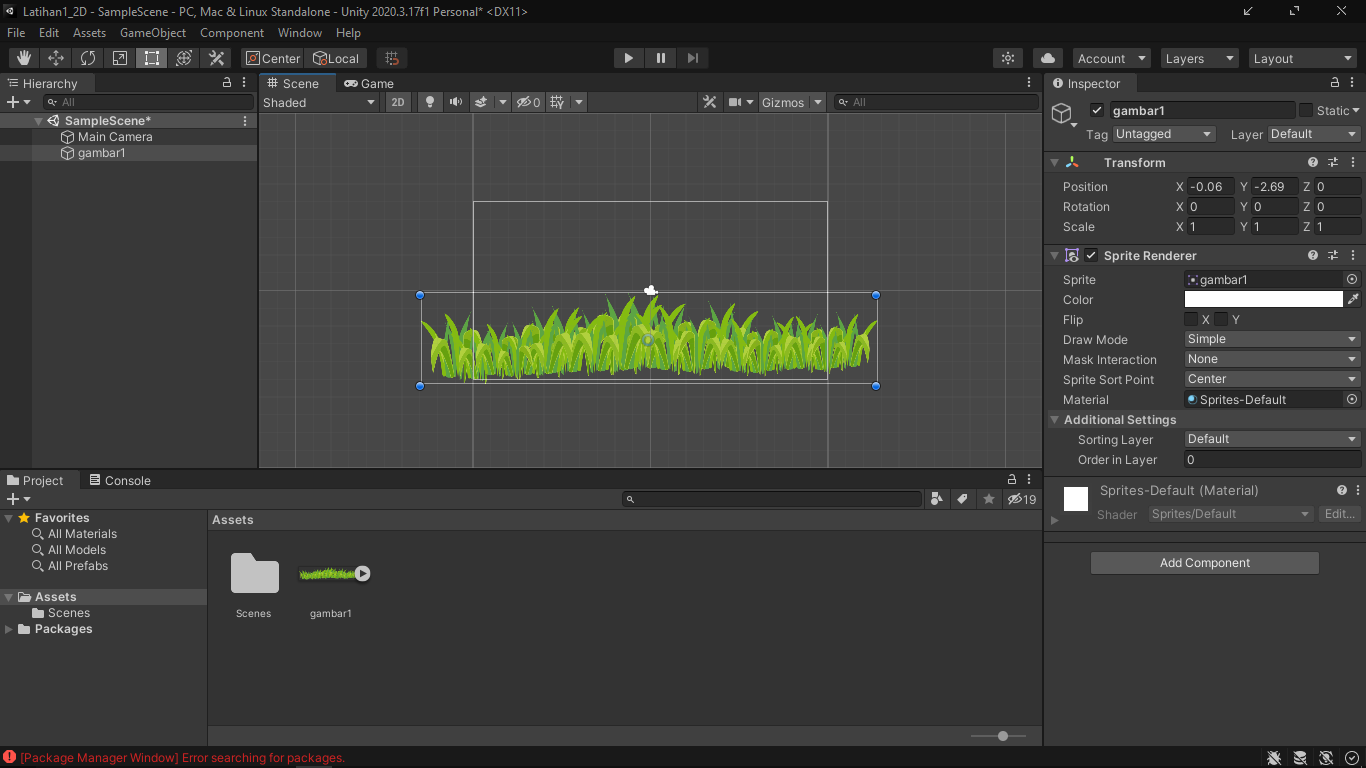 Latihan1_2D - SampleScene - PC, Mac & Linux Standalone - Unity 2020.3.17f1 Personal* <DX11>
File Edit Assets GameObject Component Window Help
Center Local Account Layers Layout
Hierarchy
All
SampleScene*
Main Camera
gambar1
Scene Game
Shaded 2D 0 Gizmos All
Inspector
gambar1 Static
Tag Untagged Layer Default
Transform
Position X -0.06 Y -2.69 Z 0
Rotation X 0 Y 0 Z 0
Scale X 1 Y 1 Z 1
Sprite Renderer
Sprite gambar1
Color
Flip X Y
Draw Mode Simple
Mask Interaction None
Sprite Sort Point Center
Material Sprites-Default
Additional Settings
Sorting Layer Default
Order in Layer 0
Sprites-Default (Material)
Shader Sprites/Default Edit...
Add Component
Project Console
19
Favorites
All Materials
All Models
All Prefabs
Assets
Scenes
Packages
Assets
Scenes gambar1
[Package Manager Window] Error searching for packages.